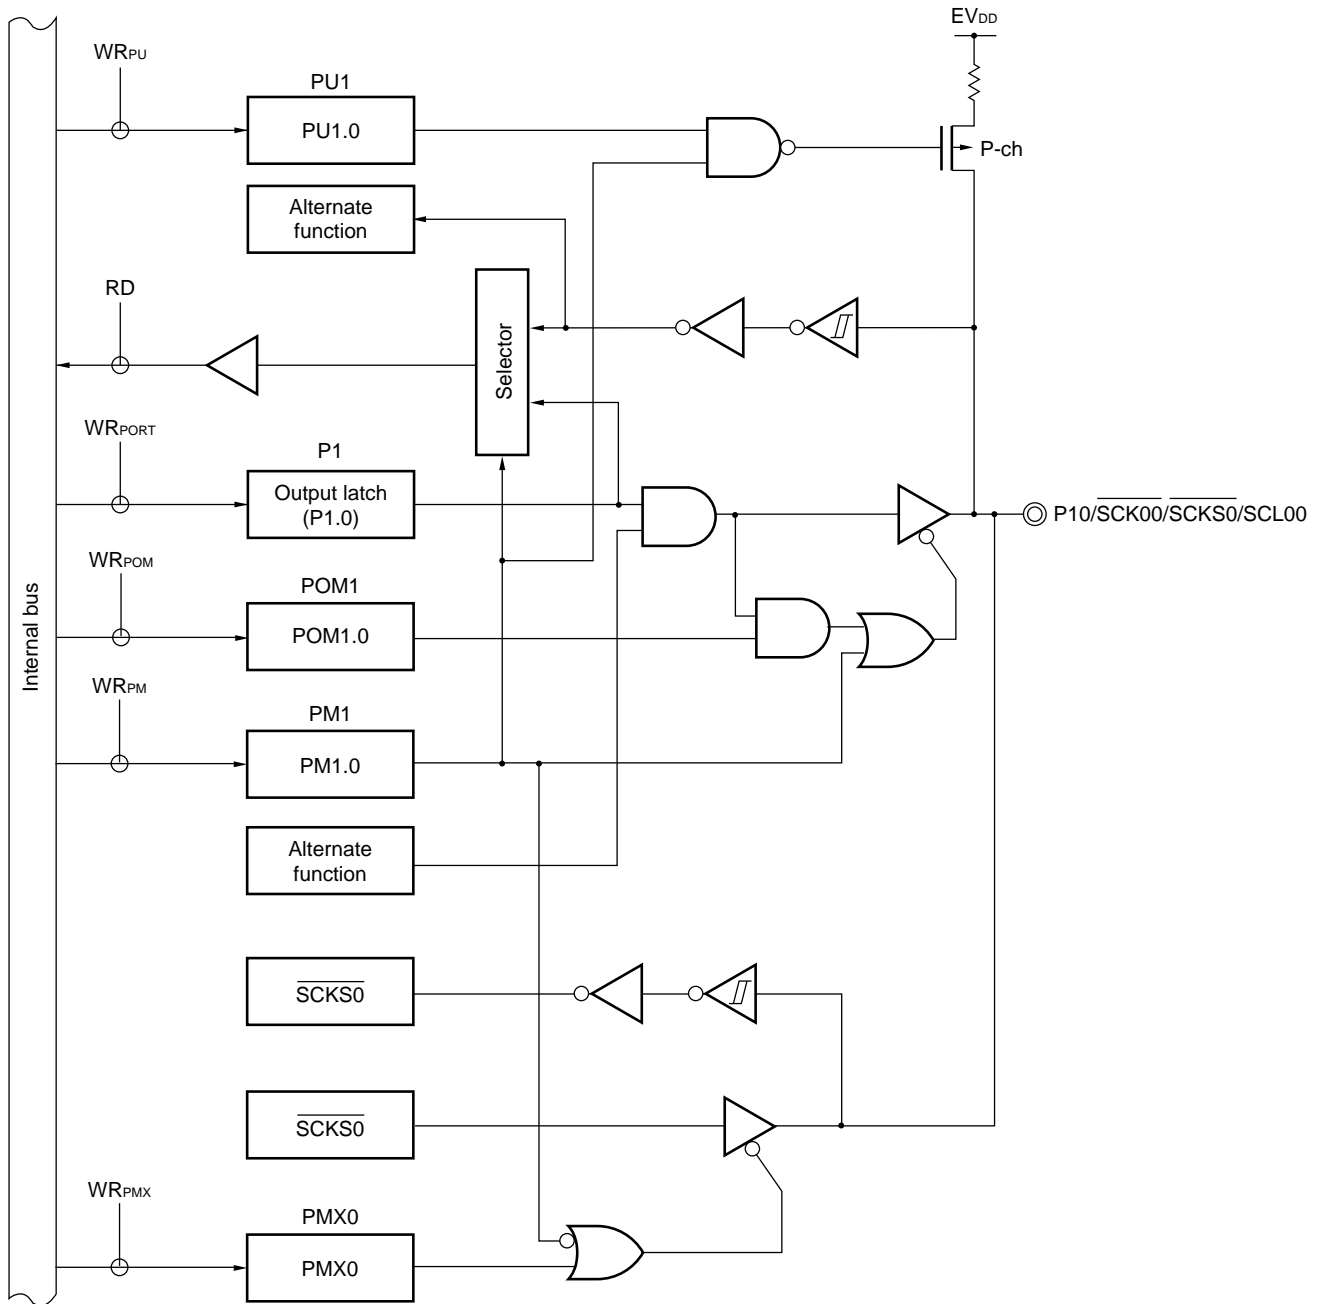 EVDD
WRPU
PU1
PU1.0
P-ch
Alternate
function
RD
Selector
WRPORT
P1
Output latch
(P1.0)
P10/SCK00/SCKS0/SCL00
WRPOM
POM1
POM1.0
Internal bus
WRPM
PM1
PM1.0
Alternate
function
SCKS0
SCKS0
WRPMX
PMX0
PMX0